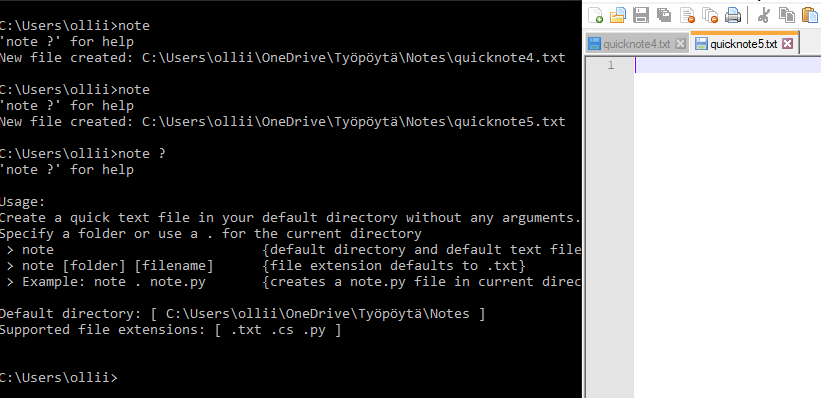 C:\Users\ollii>note
'note ?' for help
New file created: C:\Users\ollii\OneDrive\Työpöytä\Notes\quicknote4.txt
C:\Users\ollii>note
'note ?' for help
New file created: C:\Users\ollii\OneDrive\Työpöytä\Notes\quicknote5.txt
C:\Users\ollii>note ?
'note ?' for help
Usage:
Create a quick text file in your default directory without any arguments.
Specify a folder or use a . for the current directory
> note {default directory and default text file
> note [folder] [filename] {file extension defaults to .txt}
> Example: note . note.py {creates a note.py file in current direc
Default directory: [ C:\Users\ollii\OneDrive\Työpöytä\Notes ]
Supported file extensions: [ .txt .cs .py ]
C:\Users\ollii>
quicknote4.txt
quicknote5.txt
1